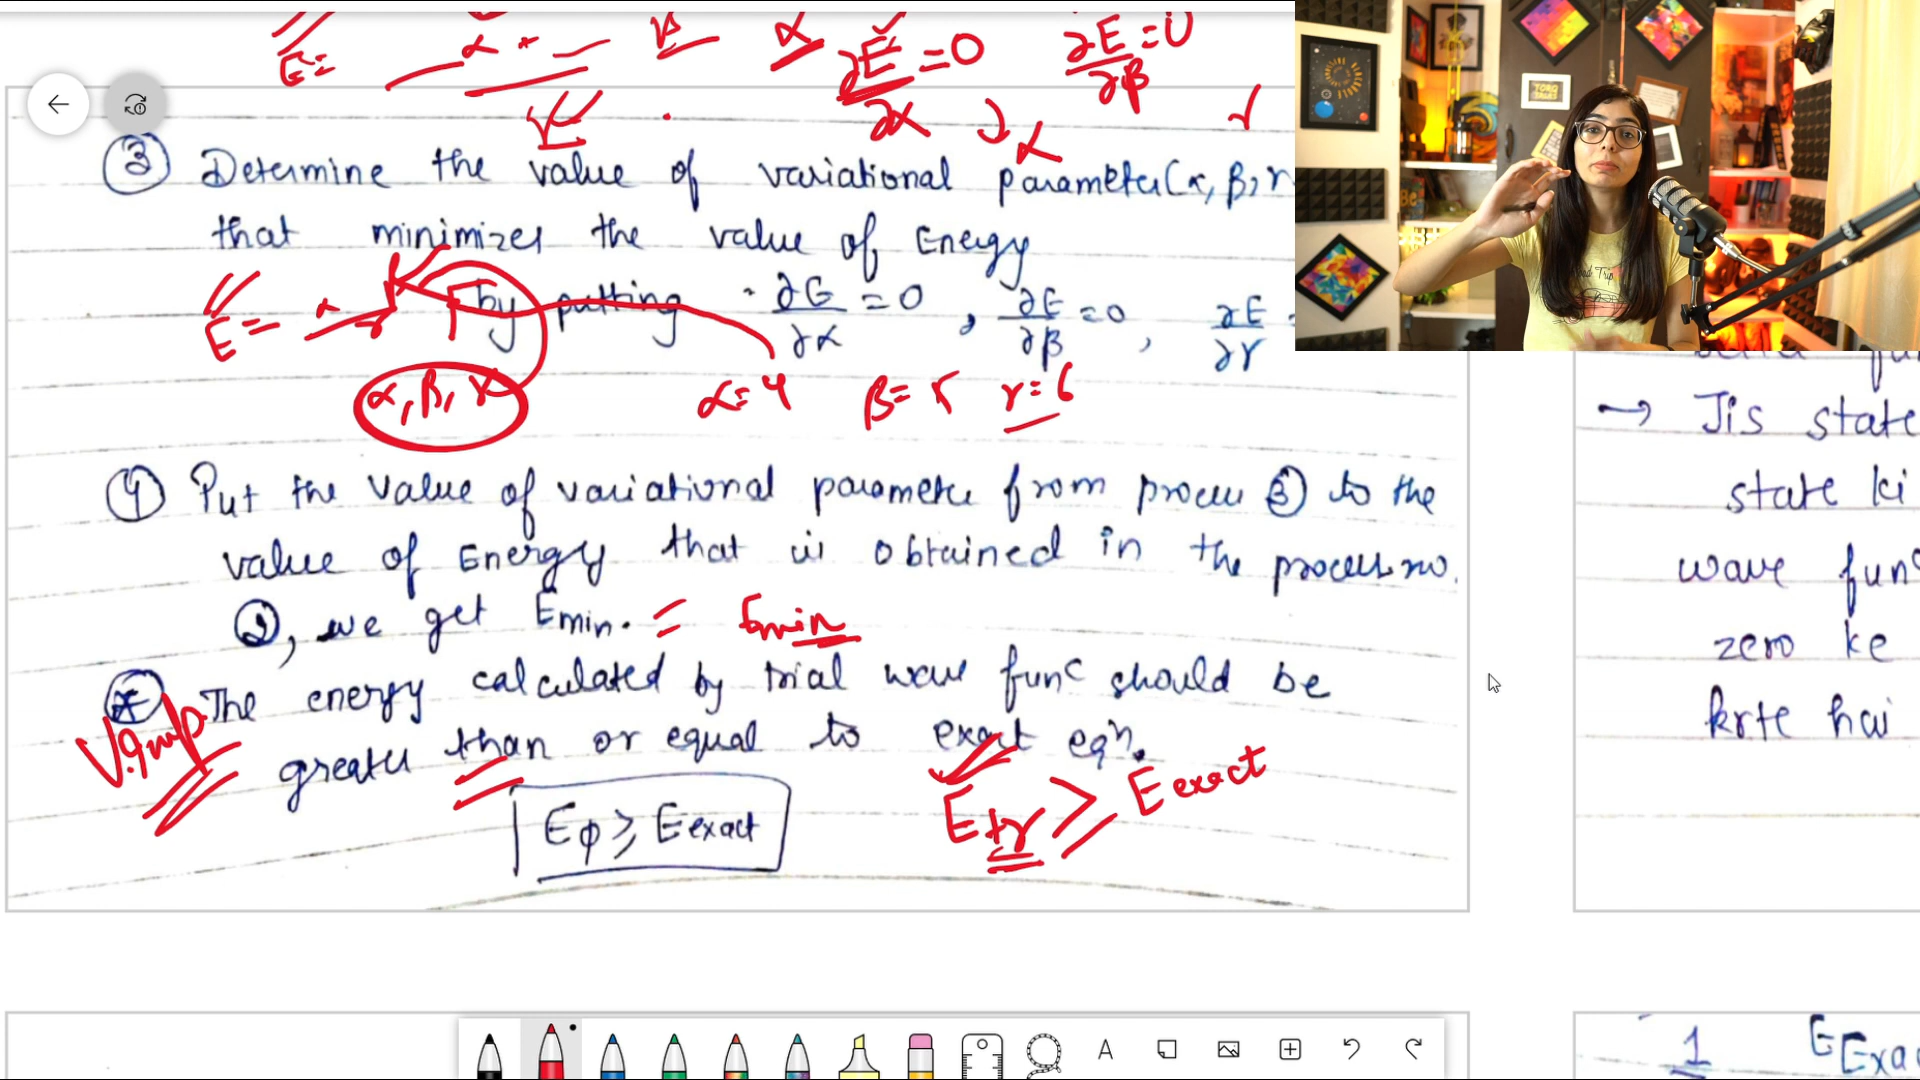 E =
α +
β
α
∂E/∂α = 0
∂E/∂β = 0
α
③ Determine the value of variational parameter(α, β, r
that minimizes the value of Energy
by putting ∂E/∂α = 0 , ∂E/∂β = 0 , ∂E/∂r
E =
α, β, r
α = 4 β = 5 r = 6
④ Put the value of variational parameter from process ③ to the
value of Energy that is obtained in the process no.
②, we get Emin. = Emin
The energy calculated by trial wave func should be
greater than or equal to exact eqn.
V.Imp
Eϕ ⩾ Eexact
Etr ⩾ Eexact
→ Jis state
state ki
wave func
zero ke
krte hai
1 EExac
A